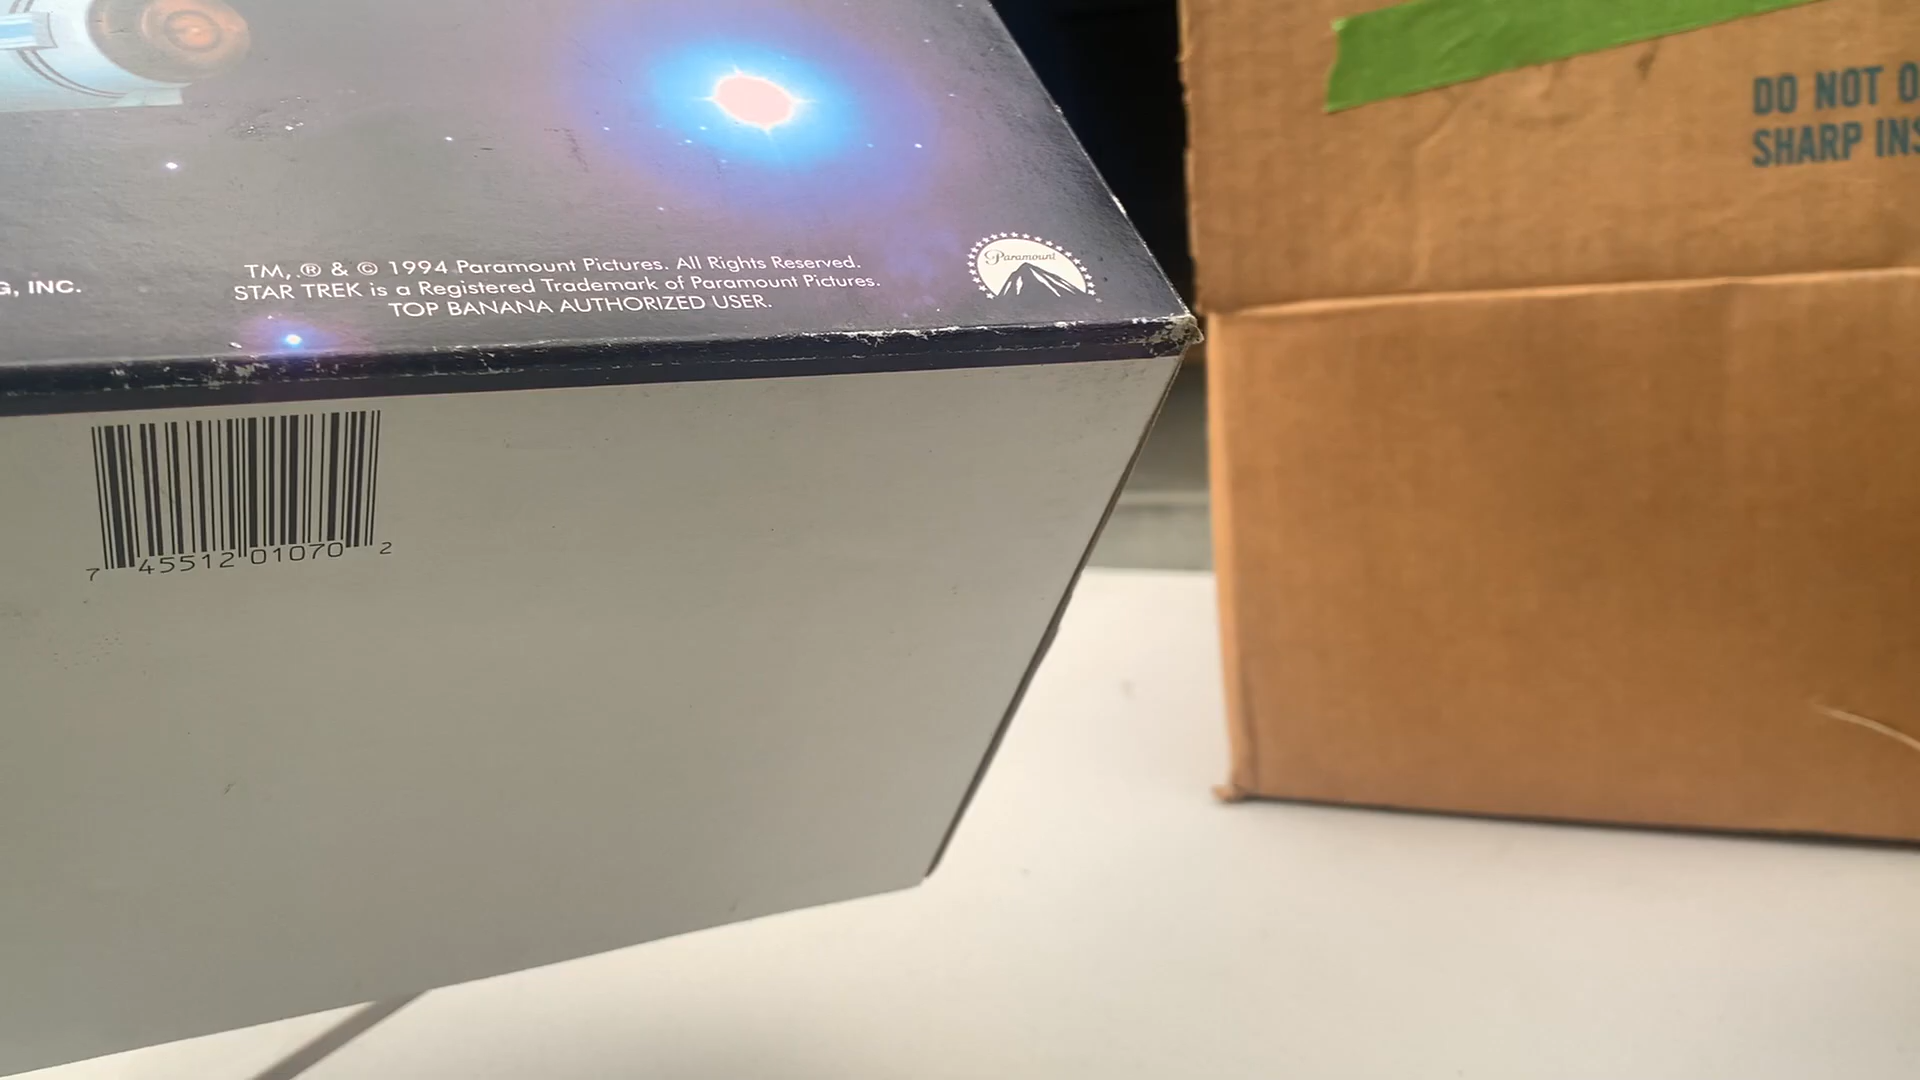 G, INC.
TM, ® & © 1994 Paramount Pictures. All Rights Reserved.
STAR TREK is a Registered Trademark of Paramount Pictures.
TOP BANANA AUTHORIZED USER.
Paramount
7 45512 01070 2
DO NOT O
SHARP INS